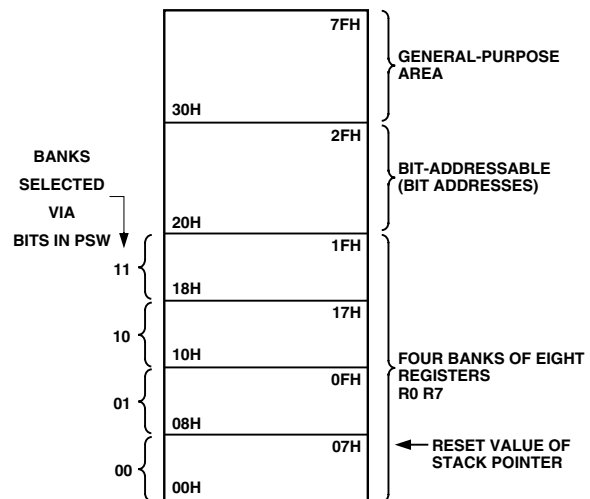 7FH
GENERAL-PURPOSE
AREA
30H
2FH
BANKS
SELECTED
VIA
BITS IN PSW
BIT-ADDRESSABLE
(BIT ADDRESSES)
20H
1FH
11
18H
17H
10
10H
FOUR BANKS OF EIGHT
REGISTERS
R0 R7
0FH
01
08H
07H
RESET VALUE OF
STACK POINTER
00
00H